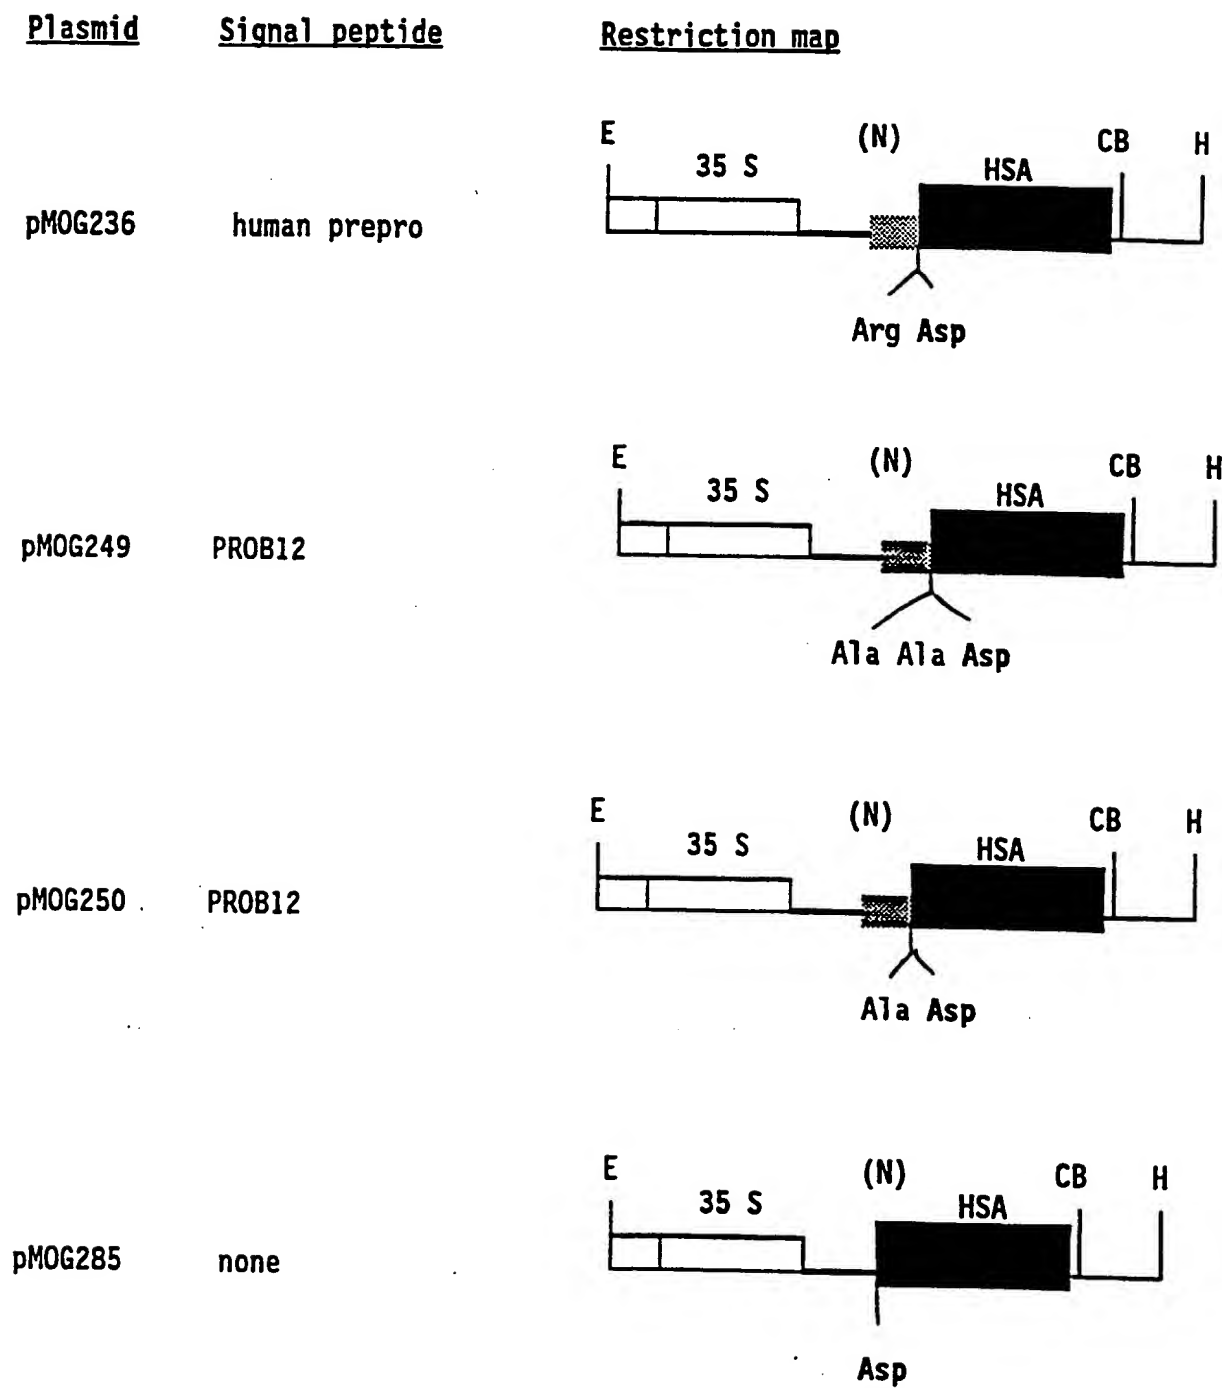 Plasmid Signal peptide Restriction map
E (N) CB H
35 S HSA
pMOG236 human prepro
Arg Asp
E (N) CB H
35 S HSA
pMOG249 PROB12
Ala Ala Asp
E (N) CB H
35 S HSA
pMOG250 PROB12
Ala Asp
E (N) CB H
35 S HSA
pMOG285 none
Asp